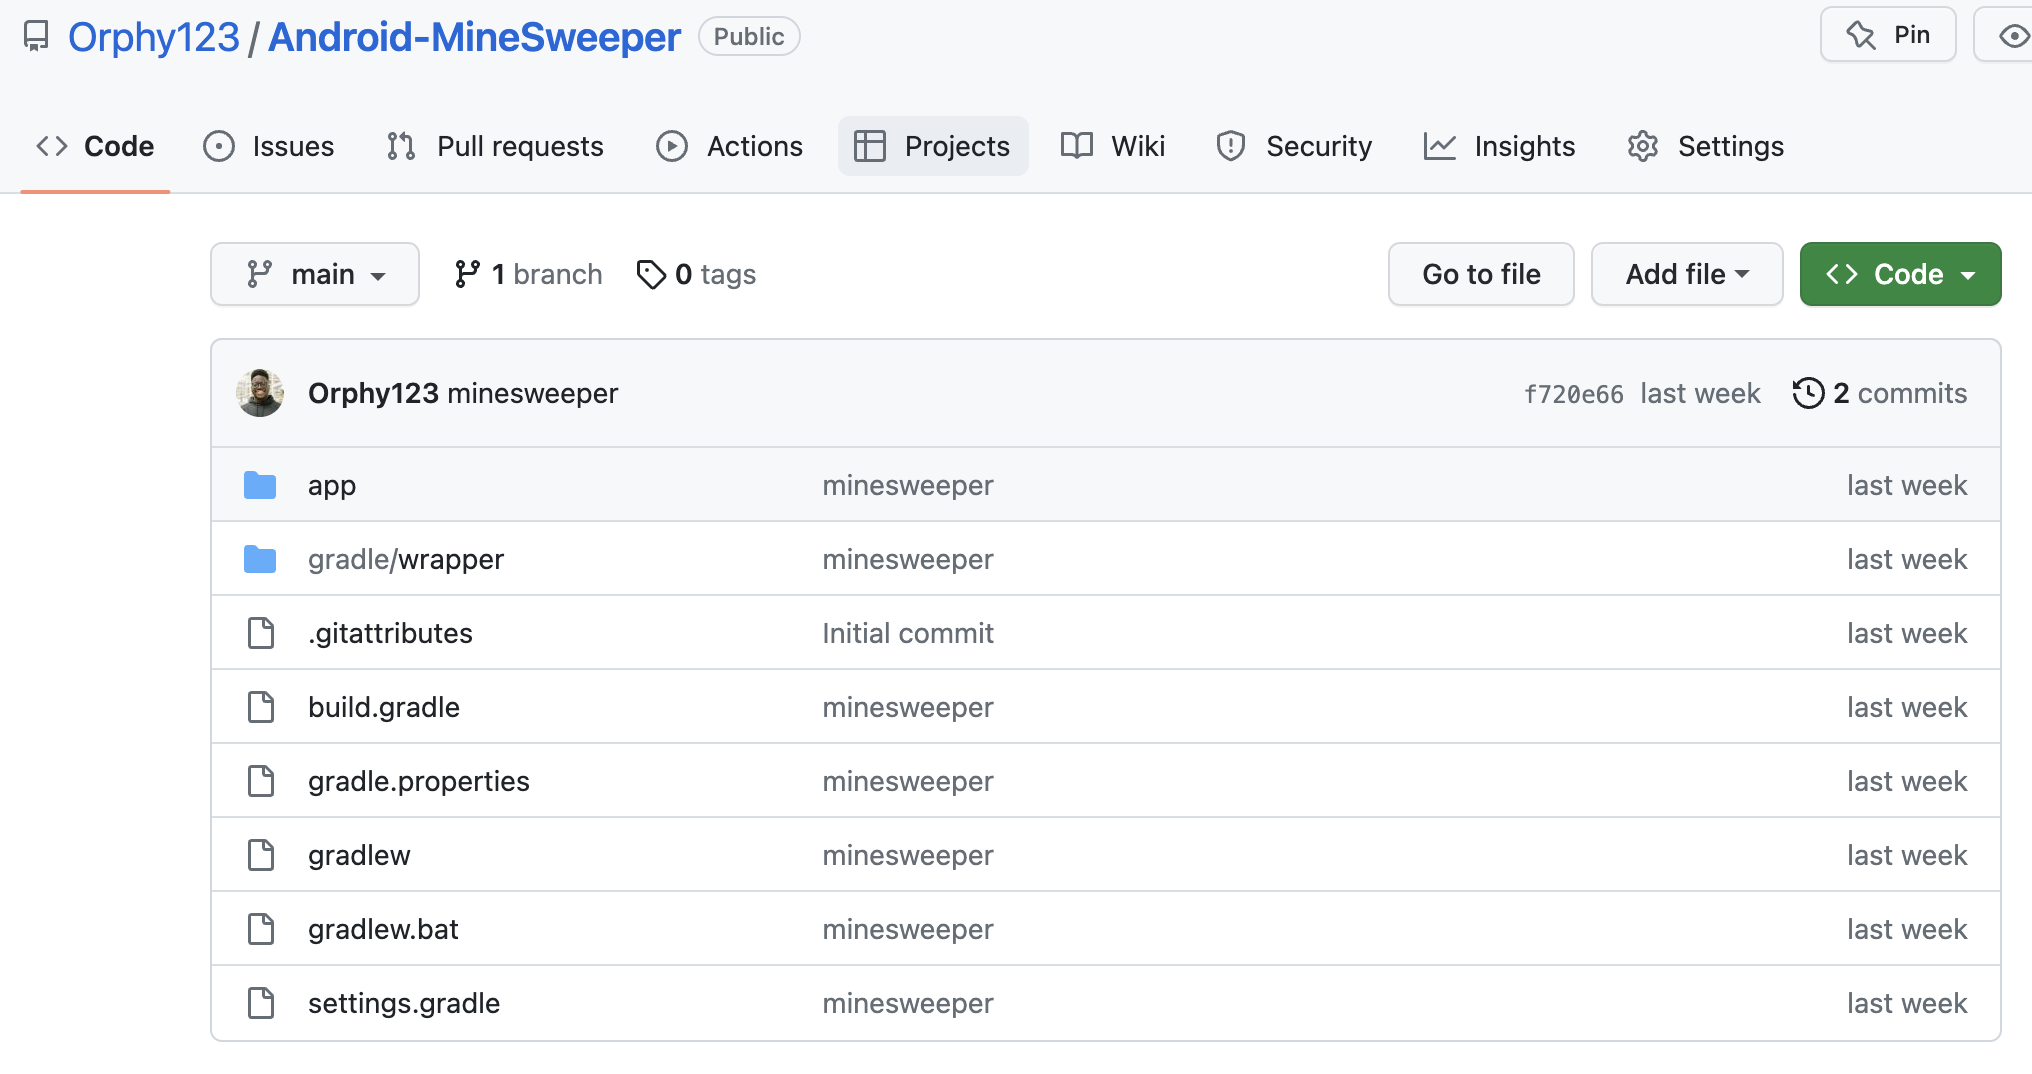 Orphy123 / Android-MineSweeper Public Pin
Code Issues Pull requests Actions Projects Wiki Security Insights Settings
main 1 branch 0 tags Go to file Add file Code
Orphy123 minesweeper f720e66 last week 2 commits
app minesweeper last week
gradle/wrapper minesweeper last week
.gitattributes Initial commit last week
build.gradle minesweeper last week
gradle.properties minesweeper last week
gradlew minesweeper last week
gradlew.bat minesweeper last week
settings.gradle minesweeper last week